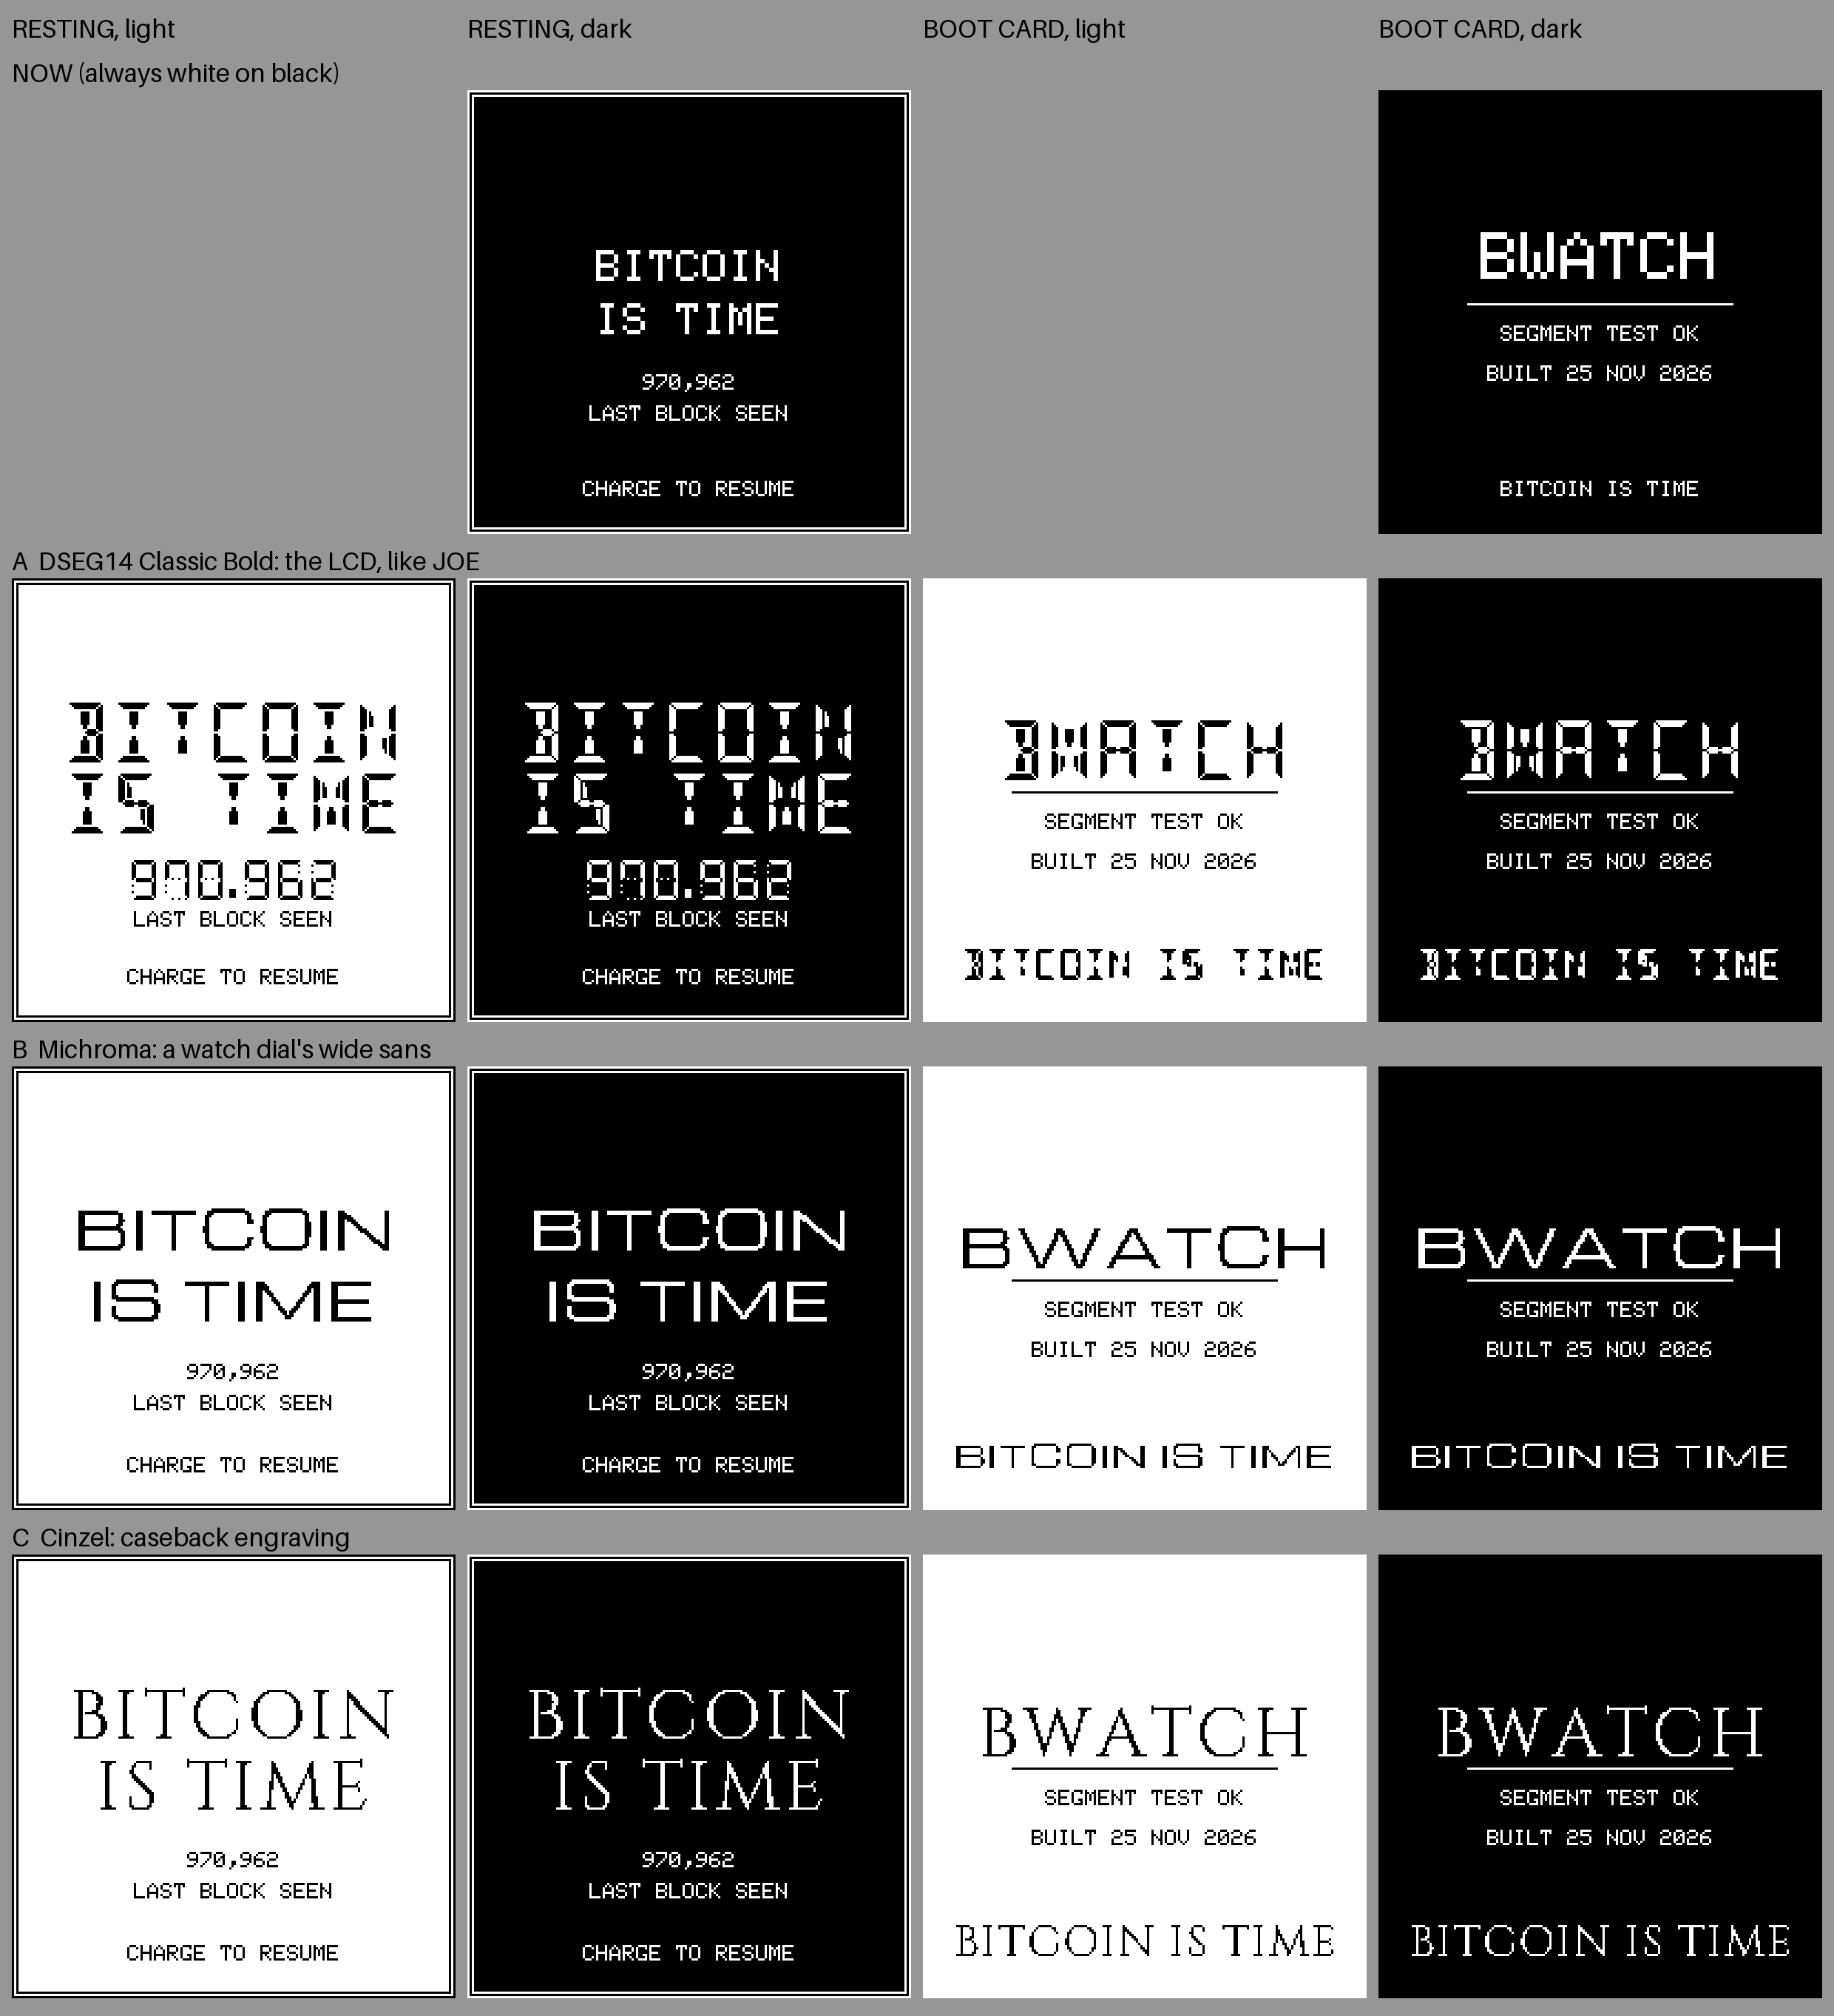 RESTING, light
RESTING, dark
BOOT CARD, light
BOOT CARD, dark
NOW (always white on black)
BITCOIN
IS TIME
970,962
LAST BLOCK SEEN
CHARGE TO RESUME
BWATCH
SEGMENT TEST OK
BUILT 25 NOV 2026
BITCOIN IS TIME
A DSEG14 Classic Bold: the LCD, like JOE
BITCOIN
IS TIME
970.962
LAST BLOCK SEEN
CHARGE TO RESUME
BITCOIN
IS TIME
970.962
LAST BLOCK SEEN
CHARGE TO RESUME
BWATCH
SEGMENT TEST OK
BUILT 25 NOV 2026
BITCOIN IS TIME
BWATCH
SEGMENT TEST OK
BUILT 25 NOV 2026
BITCOIN IS TIME
B Michroma: a watch dial's wide sans
BITCOIN
IS TIME
970,962
LAST BLOCK SEEN
CHARGE TO RESUME
BITCOIN
IS TIME
970,962
LAST BLOCK SEEN
CHARGE TO RESUME
BWATCH
SEGMENT TEST OK
BUILT 25 NOV 2026
BITCOIN IS TIME
BWATCH
SEGMENT TEST OK
BUILT 25 NOV 2026
BITCOIN IS TIME
C Cinzel: caseback engraving
BITCOIN
IS TIME
970,962
LAST BLOCK SEEN
CHARGE TO RESUME
BITCOIN
IS TIME
970,962
LAST BLOCK SEEN
CHARGE TO RESUME
BWATCH
SEGMENT TEST OK
BUILT 25 NOV 2026
BITCOIN IS TIME
BWATCH
SEGMENT TEST OK
BUILT 25 NOV 2026
BITCOIN IS TIME